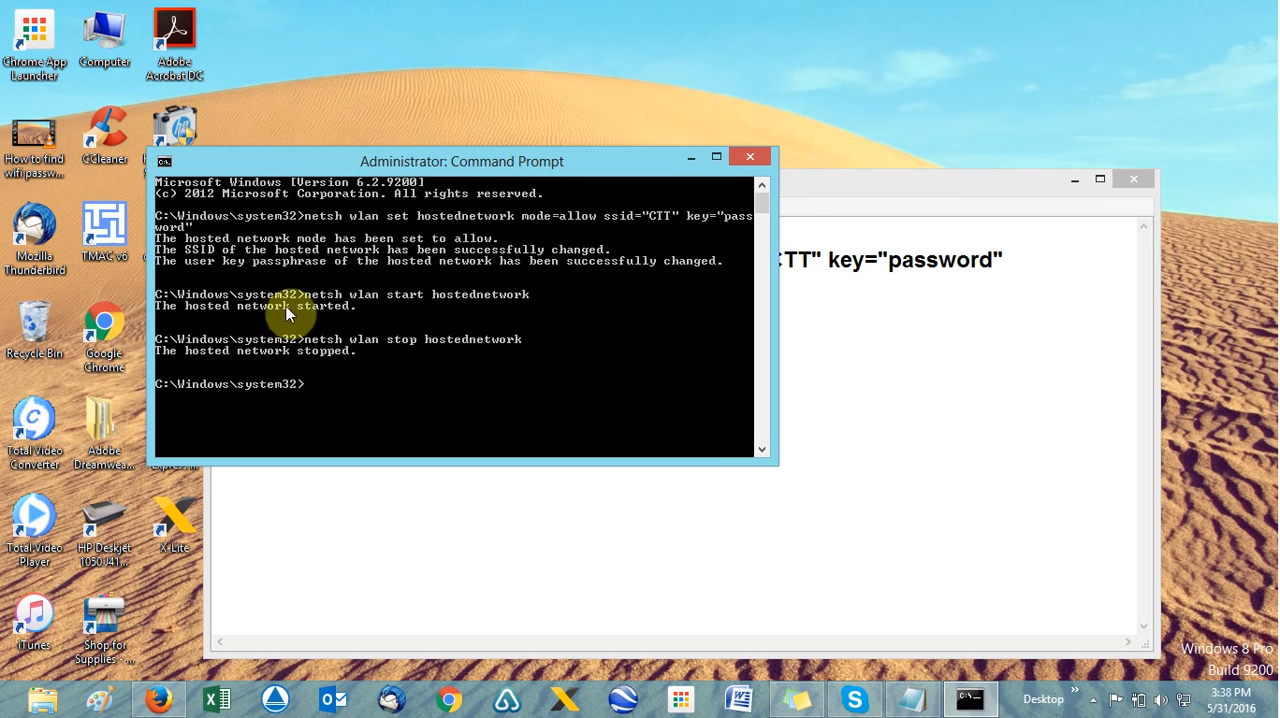 Chrome App
Launcher
Computer
Adobe
Acrobat DC
How to find
wifi passw...
CCleaner
Mozilla
Thunderbird
TMAC v6
Recycle Bin
Google
Chrome
Total Video
Converter
Adobe
Dreamwea...
Total Video
Player
HP Deskjet
1050 J41...
X-Lite
iTunes
Shop for
Supplies - ...
Administrator: Command Prompt
Microsoft Windows [Version 6.2.9200]
(c) 2012 Microsoft Corporation. All rights reserved.
C:\Windows\system32>netsh wlan set hostednetwork mode=allow ssid="CTT" key="pass
word"
The hosted network mode has been set to allow.
The SSID of the hosted network has been successfully changed.
The user key passphrase of the hosted network has been successfully changed.
C:\Windows\system32>netsh wlan start hostednetwork
The hosted network started.
C:\Windows\system32>netsh wlan stop hostednetwork
The hosted network stopped.
C:\Windows\system32>
CTT" key="password"
Windows 8 Pro
Build 9200
Desktop
3:38 PM
5/31/2016